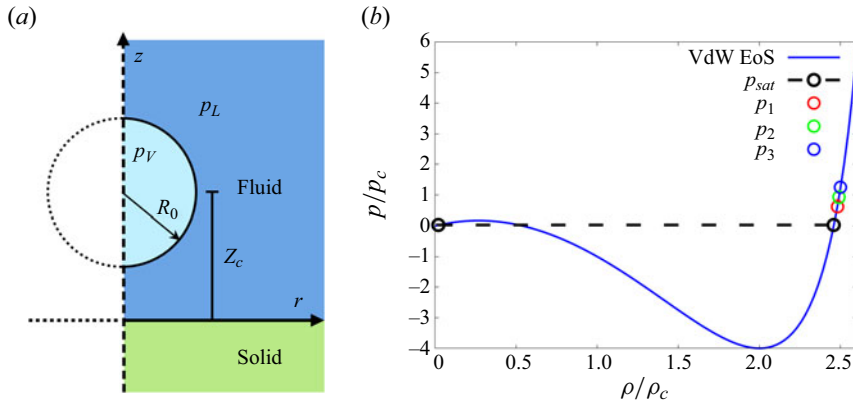 (a)
z
p_L
p_V
Fluid
R_0
Z_c
r
Solid
(b)
6
5
4
3
2
1
0
−1
−2
−3
−4
p/p_c
VdW EoS
p_sat
p_1
p_2
p_3
0 0.5 1.0 1.5 2.0 2.5
ρ/ρ_c